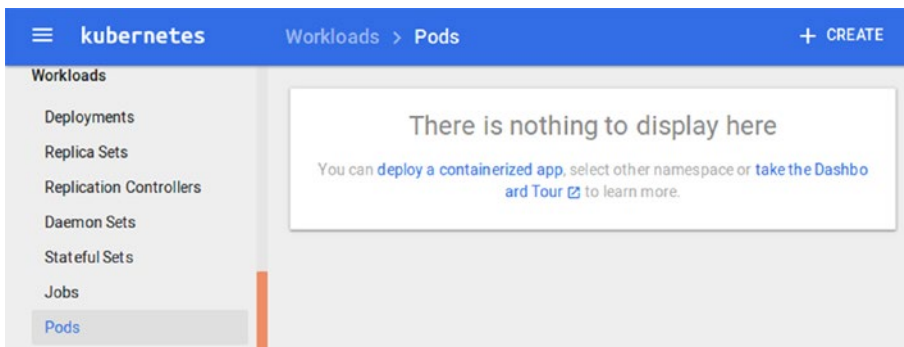 kubernetes
Workloads > Pods
+ CREATE
Workloads
Deployments
Replica Sets
Replication Controllers
Daemon Sets
Stateful Sets
Jobs
Pods
There is nothing to display here
You can deploy a containerized app, select other namespace or take the Dashbo
ard Tour to learn more.